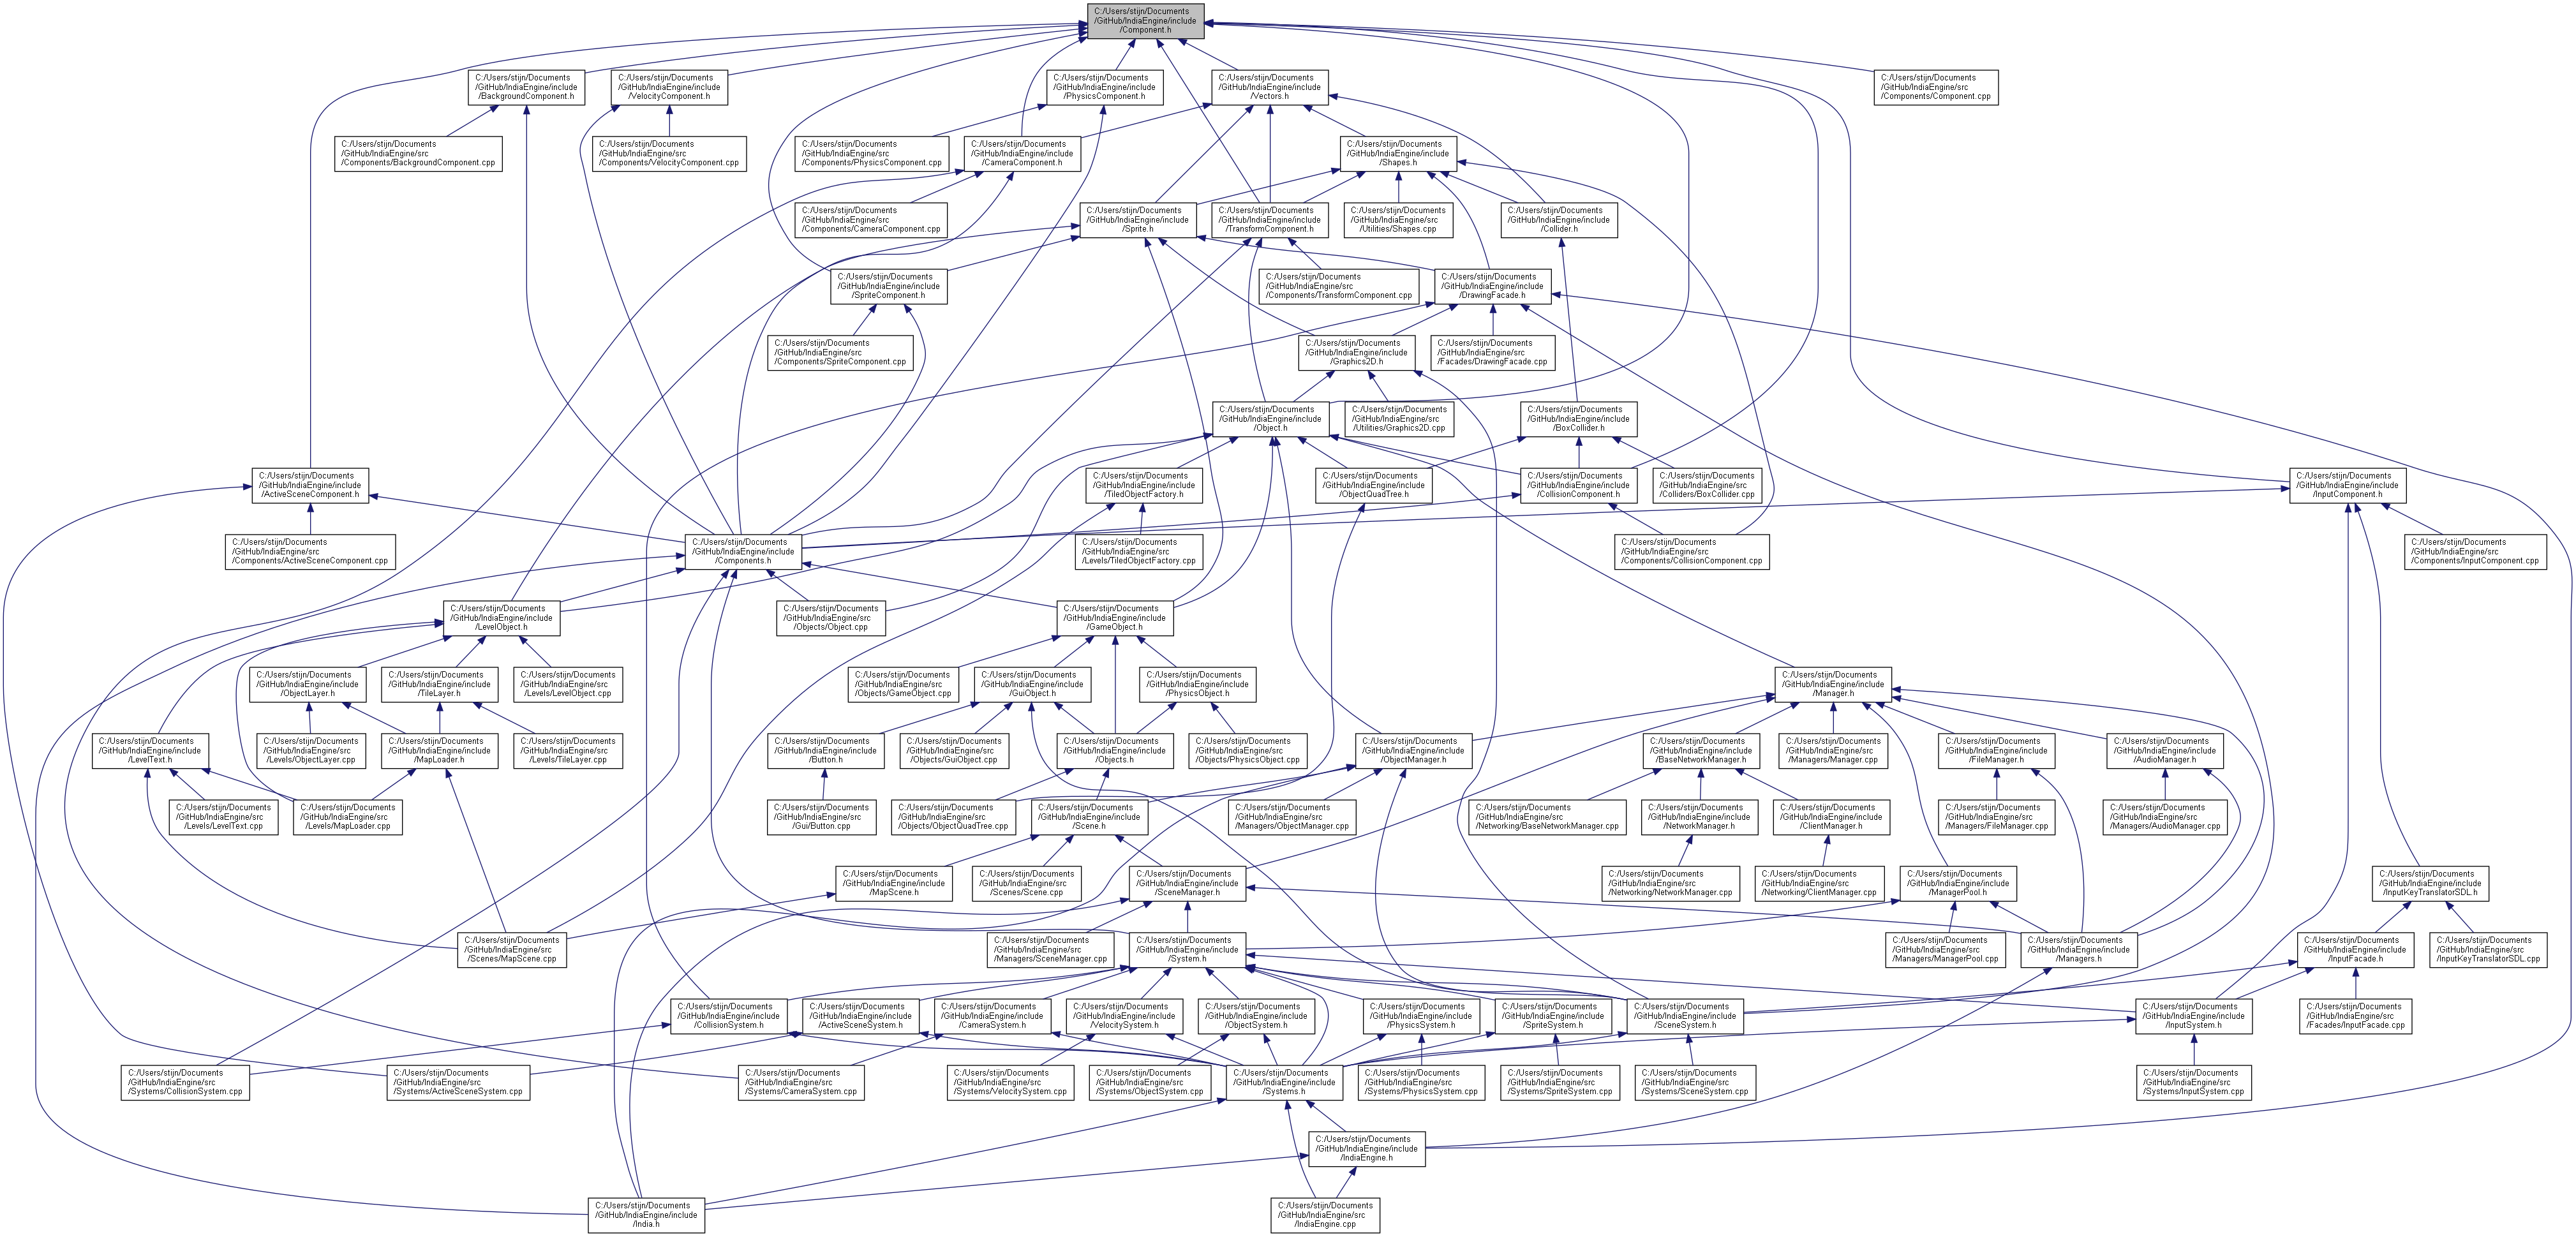 C:/Users/stijn/Documents
/GitHub/IndiaEngine/include
/Component.h
C:/Users/stijn/Documents
/GitHub/IndiaEngine/include
/BackgroundComponent.h
C:/Users/stijn/Documents
/GitHub/IndiaEngine/include
/VelocityComponent.h
C:/Users/stijn/Documents
/GitHub/IndiaEngine/include
/PhysicsComponent.h
C:/Users/stijn/Documents
/GitHub/IndiaEngine/include
/Vectors.h
C:/Users/stijn/Documents
/GitHub/IndiaEngine/src
/Components/Component.cpp
C:/Users/stijn/Documents
/GitHub/IndiaEngine/src
/Components/BackgroundComponent.cpp
C:/Users/stijn/Documents
/GitHub/IndiaEngine/src
/Components/VelocityComponent.cpp
C:/Users/stijn/Documents
/GitHub/IndiaEngine/src
/Components/PhysicsComponent.cpp
C:/Users/stijn/Documents
/GitHub/IndiaEngine/include
/CameraComponent.h
C:/Users/stijn/Documents
/GitHub/IndiaEngine/include
/Shapes.h
C:/Users/stijn/Documents
/GitHub/IndiaEngine/src
/Components/CameraComponent.cpp
C:/Users/stijn/Documents
/GitHub/IndiaEngine/include
/Sprite.h
C:/Users/stijn/Documents
/GitHub/IndiaEngine/include
/TransformComponent.h
C:/Users/stijn/Documents
/GitHub/IndiaEngine/src
/Utilities/Shapes.cpp
C:/Users/stijn/Documents
/GitHub/IndiaEngine/include
/Collider.h
C:/Users/stijn/Documents
/GitHub/IndiaEngine/include
/SpriteComponent.h
C:/Users/stijn/Documents
/GitHub/IndiaEngine/src
/Components/TransformComponent.cpp
C:/Users/stijn/Documents
/GitHub/IndiaEngine/include
/DrawingFacade.h
C:/Users/stijn/Documents
/GitHub/IndiaEngine/src
/Components/SpriteComponent.cpp
C:/Users/stijn/Documents
/GitHub/IndiaEngine/include
/Graphics2D.h
C:/Users/stijn/Documents
/GitHub/IndiaEngine/src
/Facades/DrawingFacade.cpp
C:/Users/stijn/Documents
/GitHub/IndiaEngine/include
/Object.h
C:/Users/stijn/Documents
/GitHub/IndiaEngine/src
/Utilities/Graphics2D.cpp
C:/Users/stijn/Documents
/GitHub/IndiaEngine/include
/BoxCollider.h
C:/Users/stijn/Documents
/GitHub/IndiaEngine/include
/ActiveSceneComponent.h
C:/Users/stijn/Documents
/GitHub/IndiaEngine/include
/TiledObjectFactory.h
C:/Users/stijn/Documents
/GitHub/IndiaEngine/include
/ObjectQuadTree.h
C:/Users/stijn/Documents
/GitHub/IndiaEngine/include
/CollisionComponent.h
C:/Users/stijn/Documents
/GitHub/IndiaEngine/src
/Colliders/BoxCollider.cpp
C:/Users/stijn/Documents
/GitHub/IndiaEngine/include
/InputComponent.h
C:/Users/stijn/Documents
/GitHub/IndiaEngine/src
/Components/ActiveSceneComponent.cpp
C:/Users/stijn/Documents
/GitHub/IndiaEngine/include
/Components.h
C:/Users/stijn/Documents
/GitHub/IndiaEngine/src
/Levels/TiledObjectFactory.cpp
C:/Users/stijn/Documents
/GitHub/IndiaEngine/src
/Components/CollisionComponent.cpp
C:/Users/stijn/Documents
/GitHub/IndiaEngine/src
/Components/InputComponent.cpp
C:/Users/stijn/Documents
/GitHub/IndiaEngine/include
/LevelObject.h
C:/Users/stijn/Documents
/GitHub/IndiaEngine/src
/Objects/Object.cpp
C:/Users/stijn/Documents
/GitHub/IndiaEngine/include
/GameObject.h
C:/Users/stijn/Documents
/GitHub/IndiaEngine/include
/ObjectLayer.h
C:/Users/stijn/Documents
/GitHub/IndiaEngine/include
/TileLayer.h
C:/Users/stijn/Documents
/GitHub/IndiaEngine/src
/Levels/LevelObject.cpp
C:/Users/stijn/Documents
/GitHub/IndiaEngine/src
/Objects/GameObject.cpp
C:/Users/stijn/Documents
/GitHub/IndiaEngine/include
/GuiObject.h
C:/Users/stijn/Documents
/GitHub/IndiaEngine/include
/PhysicsObject.h
C:/Users/stijn/Documents
/GitHub/IndiaEngine/include
/Manager.h
C:/Users/stijn/Documents
/GitHub/IndiaEngine/include
/LevelText.h
C:/Users/stijn/Documents
/GitHub/IndiaEngine/src
/Levels/ObjectLayer.cpp
C:/Users/stijn/Documents
/GitHub/IndiaEngine/include
/MapLoader.h
C:/Users/stijn/Documents
/GitHub/IndiaEngine/src
/Levels/TileLayer.cpp
C:/Users/stijn/Documents
/GitHub/IndiaEngine/include
/Button.h
C:/Users/stijn/Documents
/GitHub/IndiaEngine/src
/Objects/GuiObject.cpp
C:/Users/stijn/Documents
/GitHub/IndiaEngine/include
/Objects.h
C:/Users/stijn/Documents
/GitHub/IndiaEngine/src
/Objects/PhysicsObject.cpp
C:/Users/stijn/Documents
/GitHub/IndiaEngine/include
/ObjectManager.h
C:/Users/stijn/Documents
/GitHub/IndiaEngine/include
/BaseNetworkManager.h
C:/Users/stijn/Documents
/GitHub/IndiaEngine/src
/Managers/Manager.cpp
C:/Users/stijn/Documents
/GitHub/IndiaEngine/include
/FileManager.h
C:/Users/stijn/Documents
/GitHub/IndiaEngine/include
/AudioManager.h
C:/Users/stijn/Documents
/GitHub/IndiaEngine/src
/Levels/LevelText.cpp
C:/Users/stijn/Documents
/GitHub/IndiaEngine/src
/Levels/MapLoader.cpp
C:/Users/stijn/Documents
/GitHub/IndiaEngine/src
/Gui/Button.cpp
C:/Users/stijn/Documents
/GitHub/IndiaEngine/src
/Objects/ObjectQuadTree.cpp
C:/Users/stijn/Documents
/GitHub/IndiaEngine/include
/Scene.h
C:/Users/stijn/Documents
/GitHub/IndiaEngine/src
/Managers/ObjectManager.cpp
C:/Users/stijn/Documents
/GitHub/IndiaEngine/src
/Networking/BaseNetworkManager.cpp
C:/Users/stijn/Documents
/GitHub/IndiaEngine/include
/NetworkManager.h
C:/Users/stijn/Documents
/GitHub/IndiaEngine/include
/ClientManager.h
C:/Users/stijn/Documents
/GitHub/IndiaEngine/src
/Managers/FileManager.cpp
C:/Users/stijn/Documents
/GitHub/IndiaEngine/src
/Managers/AudioManager.cpp
C:/Users/stijn/Documents
/GitHub/IndiaEngine/include
/MapScene.h
C:/Users/stijn/Documents
/GitHub/IndiaEngine/src
/Scenes/Scene.cpp
C:/Users/stijn/Documents
/GitHub/IndiaEngine/include
/SceneManager.h
C:/Users/stijn/Documents
/GitHub/IndiaEngine/src
/Networking/NetworkManager.cpp
C:/Users/stijn/Documents
/GitHub/IndiaEngine/src
/Networking/ClientManager.cpp
C:/Users/stijn/Documents
/GitHub/IndiaEngine/include
/ManagerPool.h
C:/Users/stijn/Documents
/GitHub/IndiaEngine/include
/InputKeyTranslatorSDL.h
C:/Users/stijn/Documents
/GitHub/IndiaEngine/src
/Scenes/MapScene.cpp
C:/Users/stijn/Documents
/GitHub/IndiaEngine/src
/Managers/SceneManager.cpp
C:/Users/stijn/Documents
/GitHub/IndiaEngine/include
/System.h
C:/Users/stijn/Documents
/GitHub/IndiaEngine/src
/Managers/ManagerPool.cpp
C:/Users/stijn/Documents
/GitHub/IndiaEngine/include
/Managers.h
C:/Users/stijn/Documents
/GitHub/IndiaEngine/include
/InputFacade.h
C:/Users/stijn/Documents
/GitHub/IndiaEngine/src
/InputKeyTranslatorSDL.cpp
C:/Users/stijn/Documents
/GitHub/IndiaEngine/include
/CollisionSystem.h
C:/Users/stijn/Documents
/GitHub/IndiaEngine/include
/ActiveSceneSystem.h
C:/Users/stijn/Documents
/GitHub/IndiaEngine/include
/CameraSystem.h
C:/Users/stijn/Documents
/GitHub/IndiaEngine/include
/VelocitySystem.h
C:/Users/stijn/Documents
/GitHub/IndiaEngine/include
/ObjectSystem.h
C:/Users/stijn/Documents
/GitHub/IndiaEngine/include
/PhysicsSystem.h
C:/Users/stijn/Documents
/GitHub/IndiaEngine/include
/SpriteSystem.h
C:/Users/stijn/Documents
/GitHub/IndiaEngine/include
/SceneSystem.h
C:/Users/stijn/Documents
/GitHub/IndiaEngine/include
/InputSystem.h
C:/Users/stijn/Documents
/GitHub/IndiaEngine/src
/Facades/InputFacade.cpp
C:/Users/stijn/Documents
/GitHub/IndiaEngine/src
/Systems/CollisionSystem.cpp
C:/Users/stijn/Documents
/GitHub/IndiaEngine/src
/Systems/ActiveSceneSystem.cpp
C:/Users/stijn/Documents
/GitHub/IndiaEngine/src
/Systems/CameraSystem.cpp
C:/Users/stijn/Documents
/GitHub/IndiaEngine/src
/Systems/VelocitySystem.cpp
C:/Users/stijn/Documents
/GitHub/IndiaEngine/src
/Systems/ObjectSystem.cpp
C:/Users/stijn/Documents
/GitHub/IndiaEngine/include
/Systems.h
C:/Users/stijn/Documents
/GitHub/IndiaEngine/src
/Systems/PhysicsSystem.cpp
C:/Users/stijn/Documents
/GitHub/IndiaEngine/src
/Systems/SpriteSystem.cpp
C:/Users/stijn/Documents
/GitHub/IndiaEngine/src
/Systems/SceneSystem.cpp
C:/Users/stijn/Documents
/GitHub/IndiaEngine/src
/Systems/InputSystem.cpp
C:/Users/stijn/Documents
/GitHub/IndiaEngine/include
/IndiaEngine.h
C:/Users/stijn/Documents
/GitHub/IndiaEngine/include
/India.h
C:/Users/stijn/Documents
/GitHub/IndiaEngine/src
/IndiaEngine.cpp